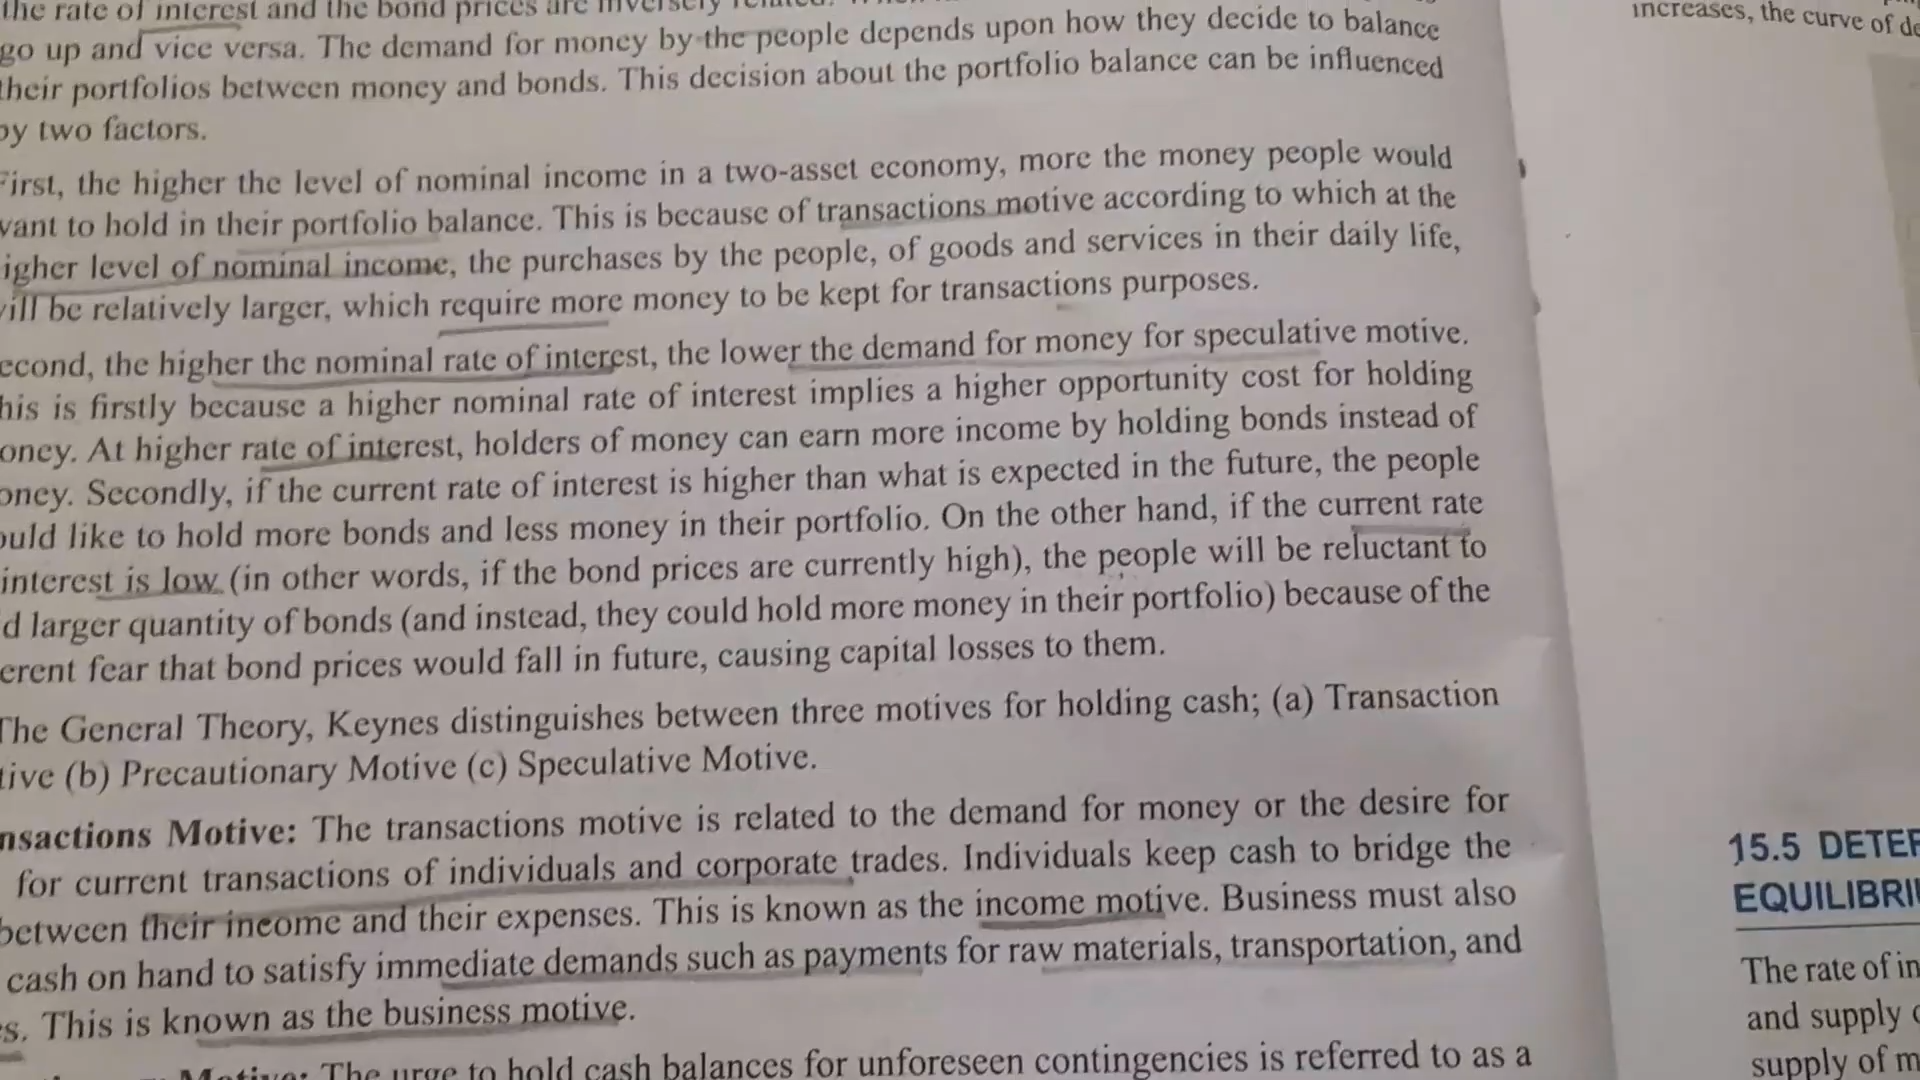 the rate of interest and the bond prices are inversely related.
go up and vice versa. The demand for money by the people depends upon how they decide to balance
their portfolios between money and bonds. This decision about the portfolio balance can be influenced
by two factors.
First, the higher the level of nominal income in a two-asset economy, more the money people would
want to hold in their portfolio balance. This is because of transactions motive according to which at the
igher level of nominal income, the purchases by the people, of goods and services in their daily life,
will be relatively larger, which require more money to be kept for transactions purposes.
econd, the higher the nominal rate of interest, the lower the demand for money for speculative motive.
his is firstly because a higher nominal rate of interest implies a higher opportunity cost for holding
oney. At higher rate of interest, holders of money can earn more income by holding bonds instead of
oney. Secondly, if the current rate of interest is higher than what is expected in the future, the people
ould like to hold more bonds and less money in their portfolio. On the other hand, if the current rate
interest is low (in other words, if the bond prices are currently high), the people will be reluctant to
d larger quantity of bonds (and instead, they could hold more money in their portfolio) because of the
erent fear that bond prices would fall in future, causing capital losses to them.
The General Theory, Keynes distinguishes between three motives for holding cash; (a) Transaction
tive (b) Precautionary Motive (c) Speculative Motive.
nsactions Motive: The transactions motive is related to the demand for money or the desire for
for current transactions of individuals and corporate trades. Individuals keep cash to bridge the
between their income and their expenses. This is known as the income motive. Business must also
cash on hand to satisfy immediate demands such as payments for raw materials, transportation, and
s. This is known as the business motive.
Motive: The urge to hold cash balances for unforeseen contingencies is referred to as a
increases, the curve of de
15.5 DETER
EQUILIBRI
The rate of in
and supply
supply of m